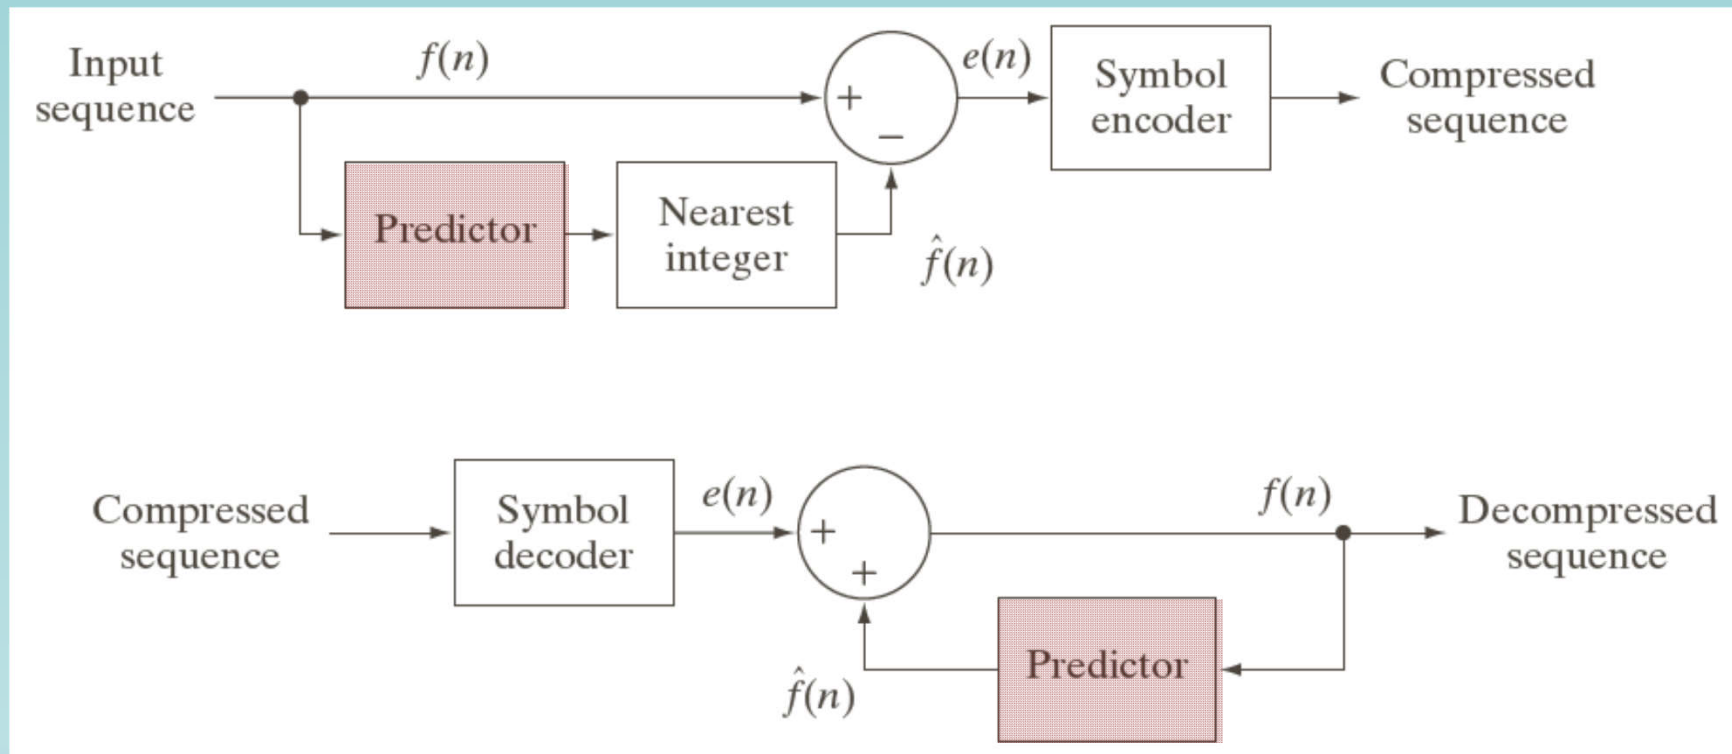 Input
sequence
f(n)
+
−
e(n)
Symbol
encoder
Compressed
sequence
Predictor
Nearest
integer
f̂(n)
Compressed
sequence
Symbol
decoder
e(n)
+
+
f(n)
Decompressed
sequence
Predictor
f̂(n)